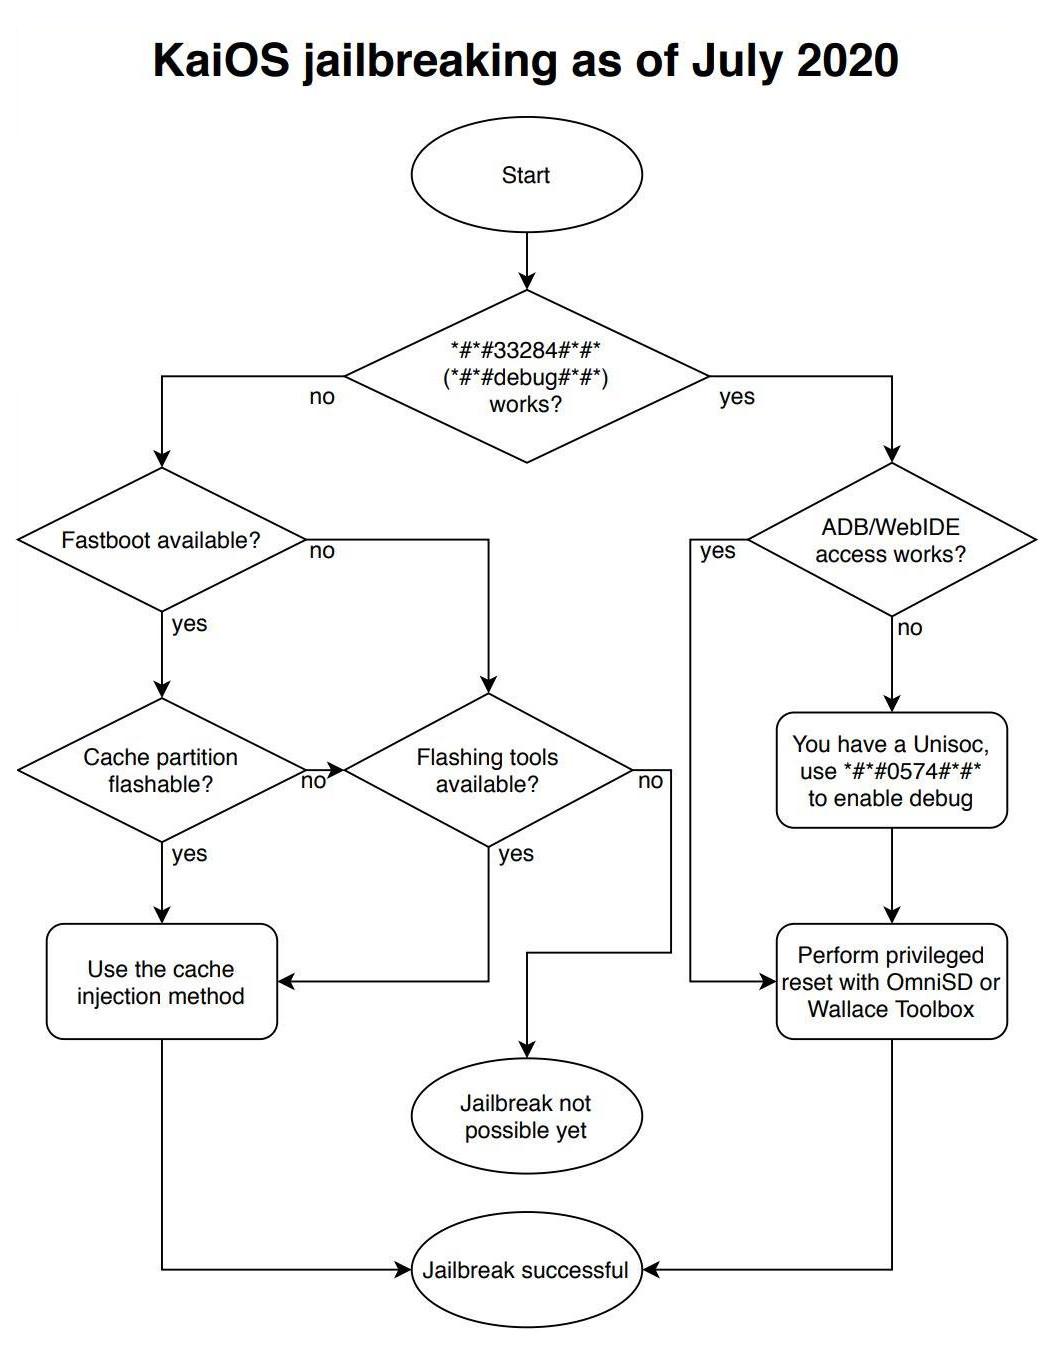 KaiOS jailbreaking as of July 2020
Start
*#*#33284#*#*
(*#*#debug#*#*)
works?
no
yes
Fastboot available?
no
yes
ADB/WebIDE
access works?
yes
no
Cache partition
flashable?
no
yes
Flashing tools
available?
no
yes
You have a Unisoc,
use *#*#0574#*#*
to enable debug
Use the cache
injection method
Perform privileged
reset with OmniSD or
Wallace Toolbox
Jailbreak not
possible yet
Jailbreak successful